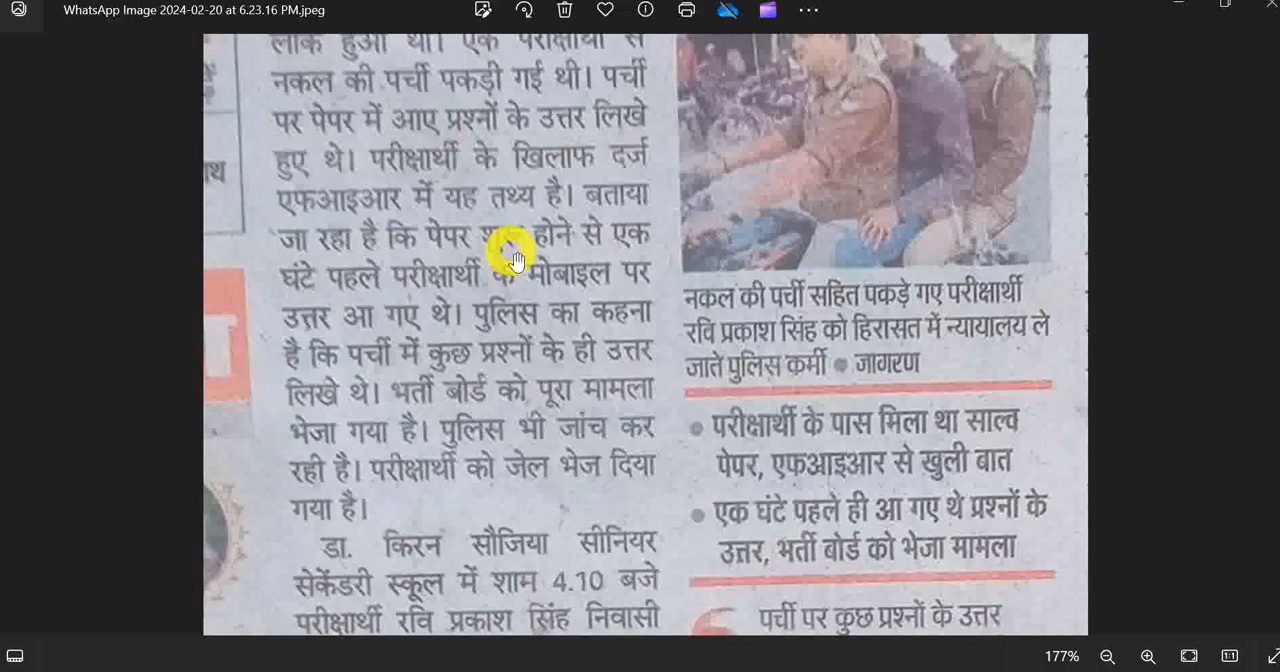 WhatsApp Image 2024-02-20 at 6.23.16 PM.jpeg
लीक हुआ था। एक परीक्षार्थी से
नकल की पर्ची पकड़ी गई थी। पर्ची
पर पेपर में आए प्रश्नों के उत्तर लिखे
हुए थे। परीक्षार्थी के खिलाफ दर्ज
एफआइआर में यह तथ्य है। बताया
जा रहा है कि पेपर होने से एक
घंटे पहले परीक्षार्थी के मोबाइल पर
उत्तर आ गए थे। पुलिस का कहना
है कि पर्ची में कुछ प्रश्नों के ही उत्तर
लिखे थे। भर्ती बोर्ड को पूरा मामला
भेजा गया है। पुलिस भी जांच कर
रही है। परीक्षार्थी को जेल भेज दिया
गया है।
डा. किरन सौजिया सीनियर
सेकेंडरी स्कूल में शाम 4.10 बजे
परीक्षार्थी रवि प्रकाश सिंह निवासी
नकल की पर्ची सहित पकड़े गए परीक्षार्थी
रवि प्रकाश सिंह को हिरासत में न्यायालय ले
जाते पुलिस कर्मी ● जागरण
● परीक्षार्थी के पास मिला था साल्व
पेपर, एफआइआर से खुली बात
● एक घंटे पहले ही आ गए थे प्रश्नों के
उत्तर, भर्ती बोर्ड को भेजा मामला
पर्ची पर कुछ प्रश्नों के उत्तर
177%
1:1